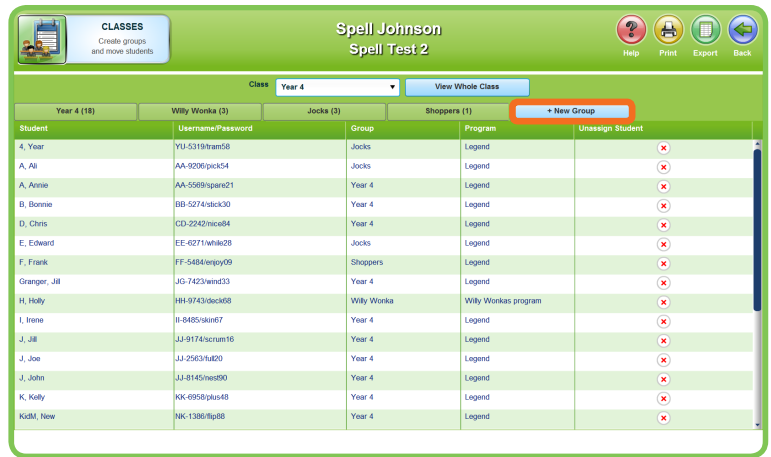 CLASSES
Create groups
and move students
Spell Johnson
Spell Test 2
Help Print Export Back
Class Year 4 View Whole Class
Year 4 (18) Willy Wonka (3) Jocks (3) Shoppers (1) + New Group
Student Username/Password Group Program Unassign Student
4, Year YU-5319/tram58 Jocks Legend
A, Ali AA-9206/pick54 Jocks Legend
A, Annie AA-5569/spare21 Year 4 Legend
B, Bonnie BB-5274/stick30 Year 4 Legend
D, Chris CD-2242/nice84 Year 4 Legend
E, Edward EE-6271/while28 Jocks Legend
F, Frank FF-5484/enjoy09 Shoppers Legend
Granger, Jill JG-7423/wind33 Year 4 Legend
H, Holly HH-9743/deck68 Willy Wonka Willy Wonkas program
I, Irene II-8485/skin67 Year 4 Legend
J, Jill JJ-9174/scrum16 Year 4 Legend
J, Joe JJ-2563/full20 Year 4 Legend
J, John JJ-8145/nest90 Year 4 Legend
K, Kelly KK-6958/plus48 Year 4 Legend
KidM, New NK-1386/flip88 Year 4 Legend